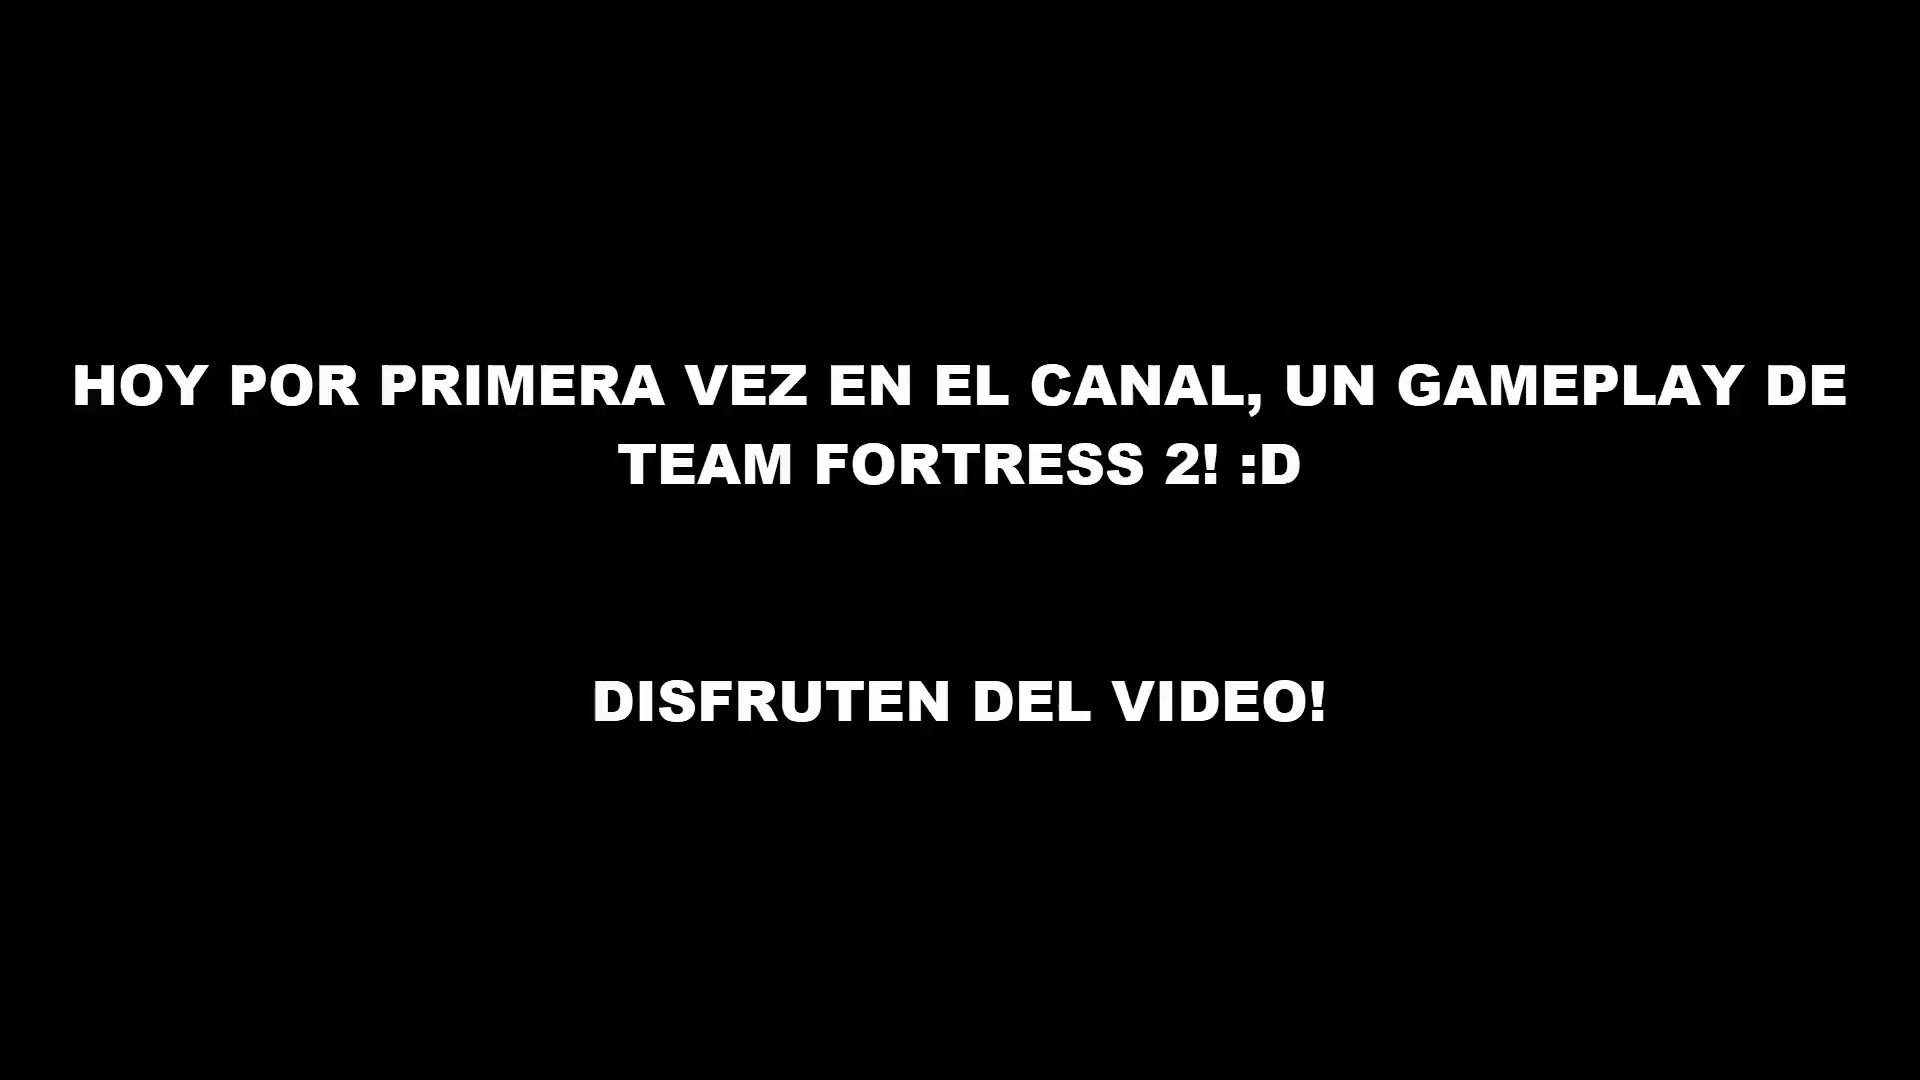 HOY POR PRIMERA VEZ EN EL CANAL, UN GAMEPLAY DE
TEAM FORTRESS 2! :D
DISFRUTEN DEL VIDEO!